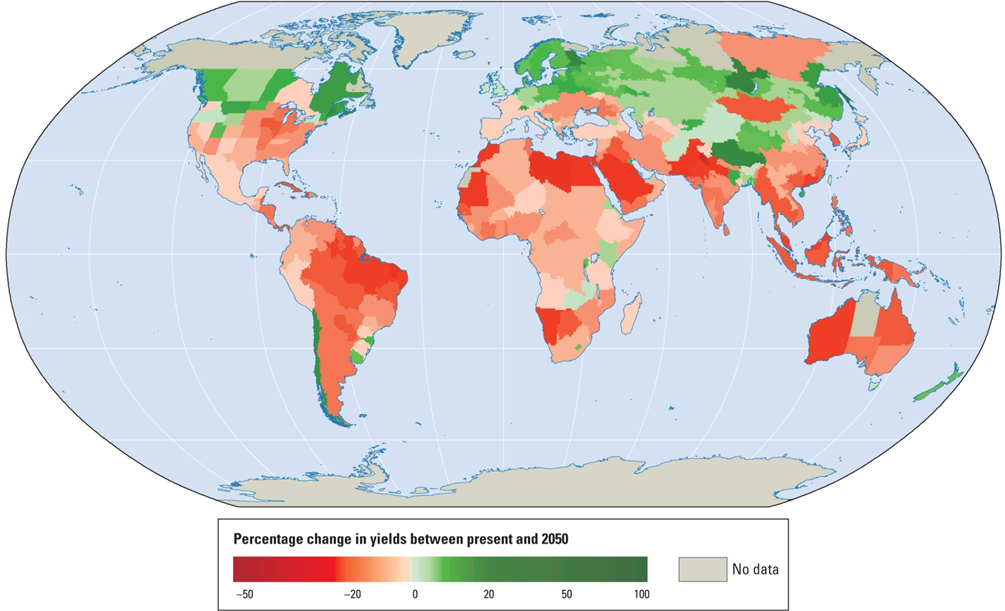 Percentage change in yields between present and 2050
No data
–50 –20 0 20 50 100